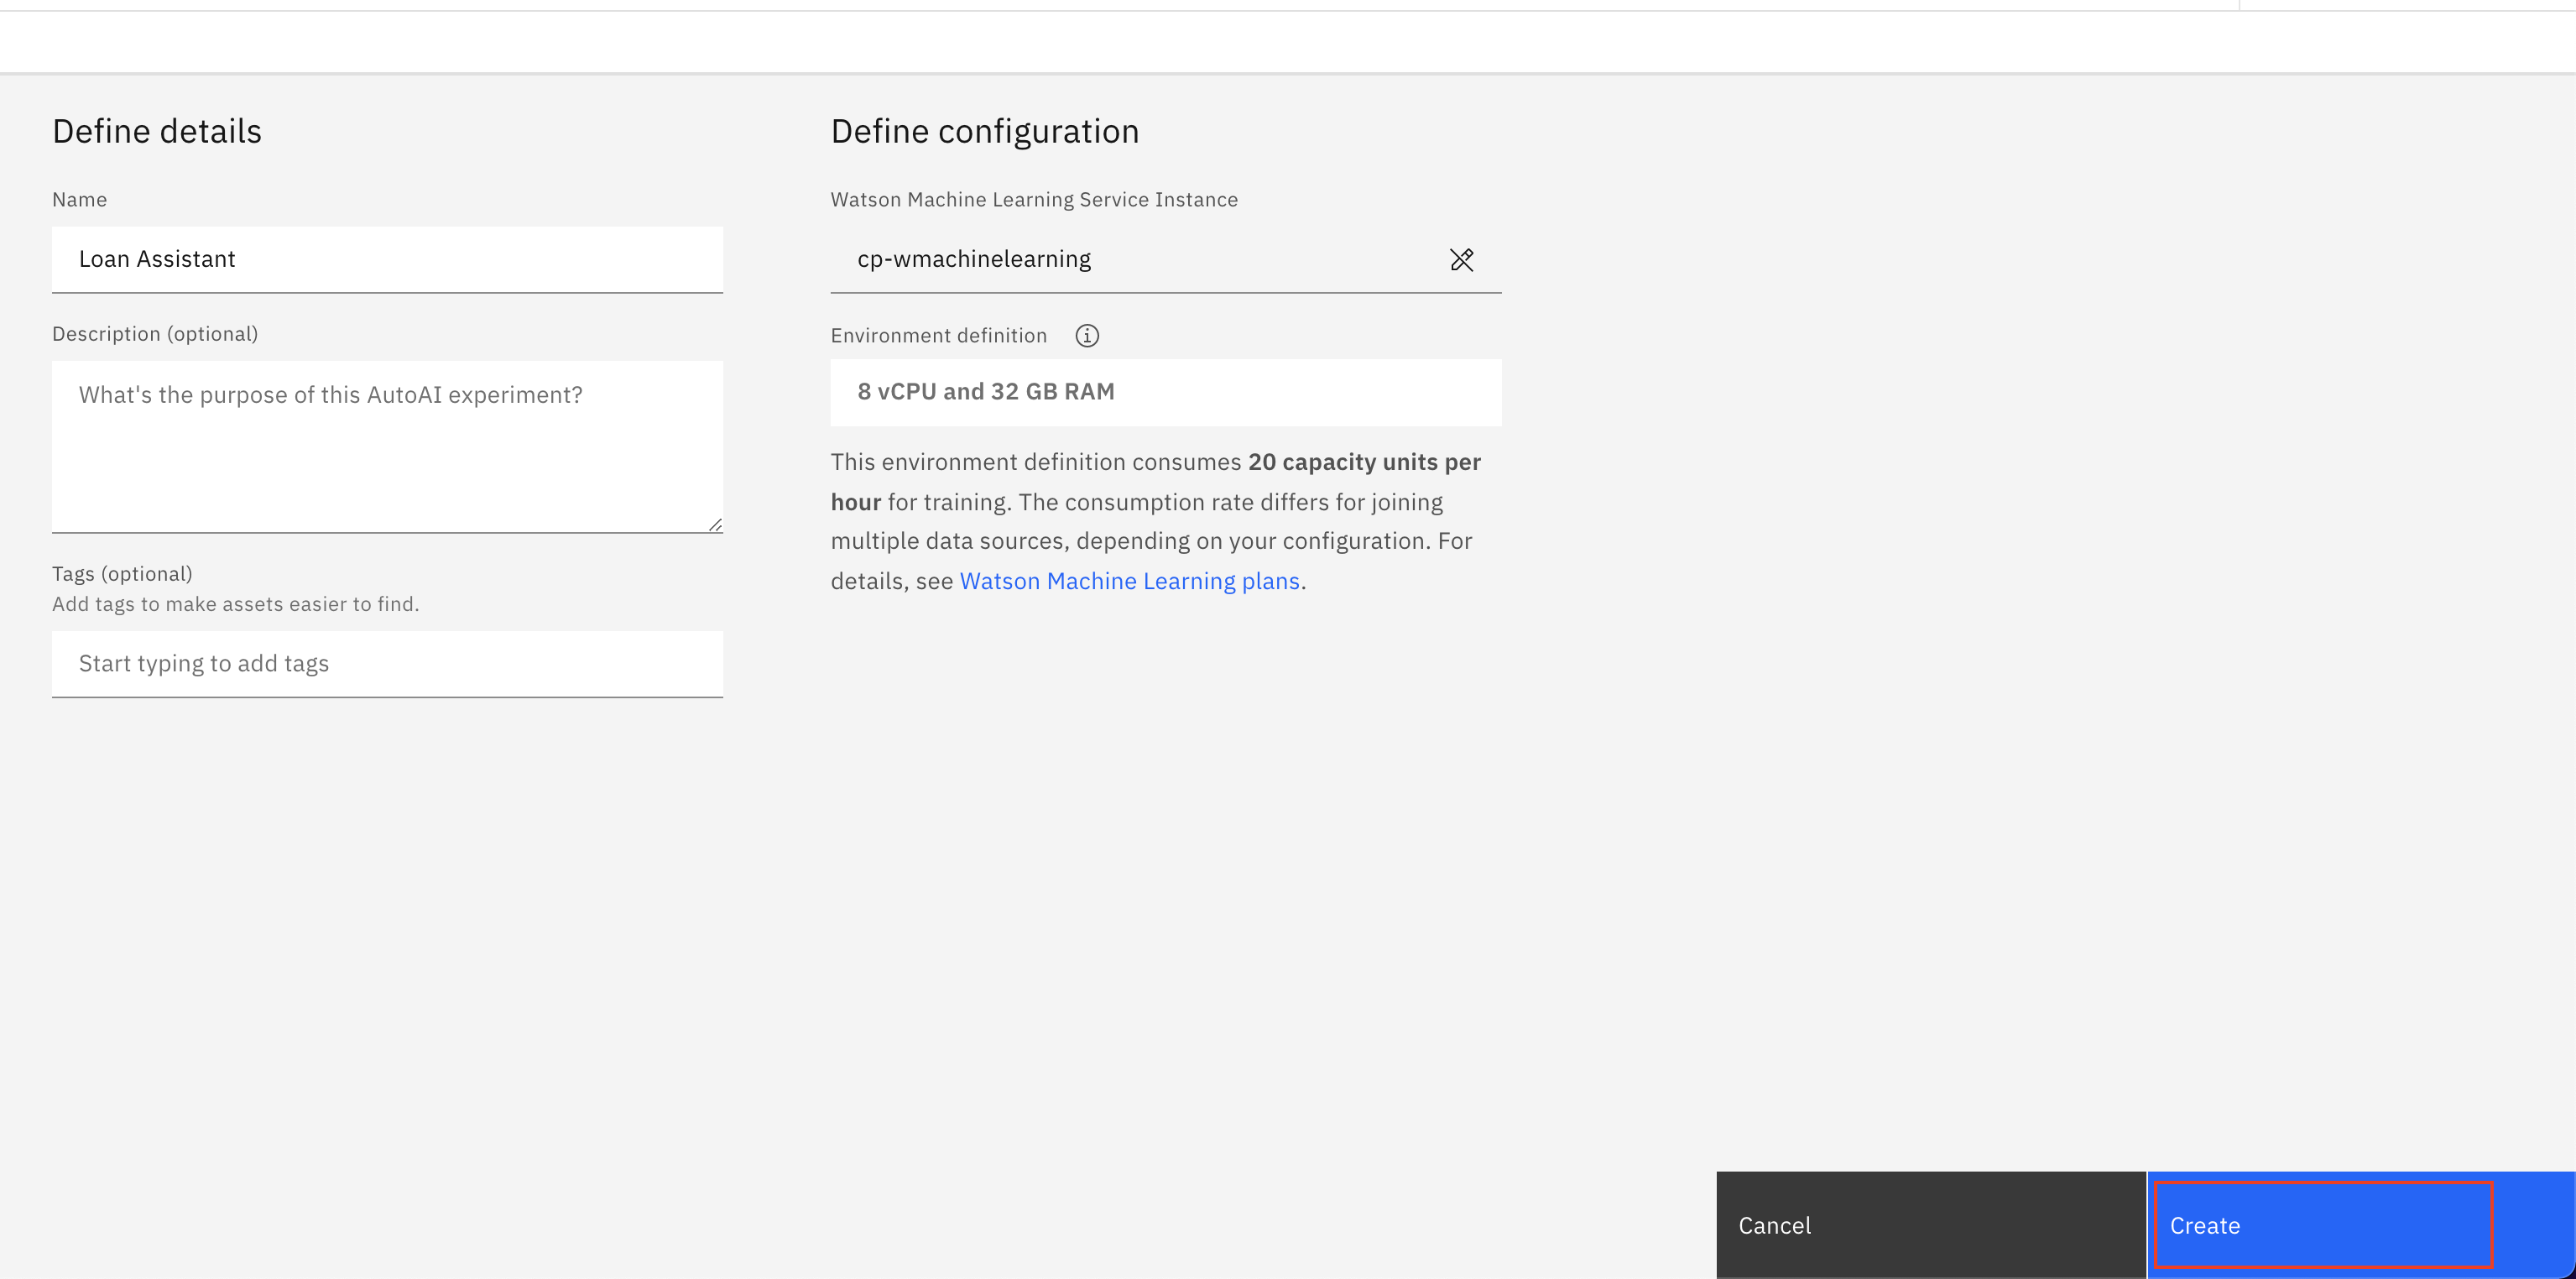 Define details
Name
Loan Assistant
Description (optional)
What's the purpose of this AutoAI experiment?
Tags (optional)
Add tags to make assets easier to find.
Start typing to add tags
Define configuration
Watson Machine Learning Service Instance
cp-wmachinelearning
Environment definition
8 vCPU and 32 GB RAM
This environment definition consumes 20 capacity units per
hour for training. The consumption rate differs for joining
multiple data sources, depending on your configuration. For
details, see Watson Machine Learning plans.
Cancel
Create